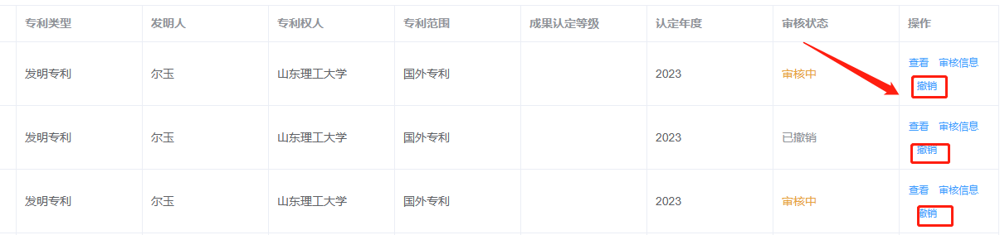 专利类型 发明人 专利权人 专利范围 成果认定等级 认定年度 审核状态 操作
发明专利 尔玉 山东理工大学 国外专利 2023 审核中 查看 审核信息
撤销
发明专利 尔玉 山东理工大学 国外专利 2023 已撤销 查看 审核信息
撤销
发明专利 尔玉 山东理工大学 国外专利 2023 审核中 查看 审核信息
撤销